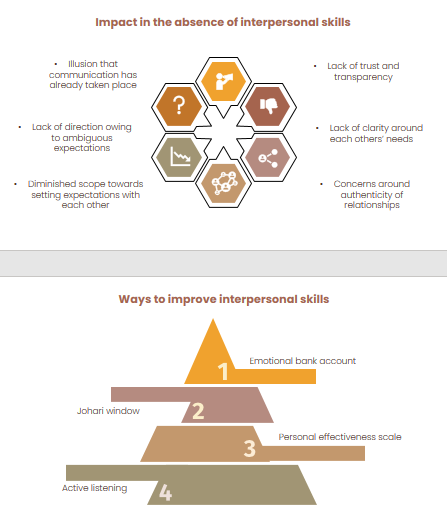 Impact in the absence of interpersonal skills
• Illusion that
communication has
already taken place
• Lack of direction owing
to ambiguous
expectations
• Diminished scope towards
setting expectations with
each other
?
• Lack of trust and
transparency
• Lack of clarity around
each others' needs
• Concerns around
authenticity of
relationships
Ways to improve interpersonal skills
1
Emotional bank account
Johari window
2
3
Personal effectiveness scale
Active listening
4